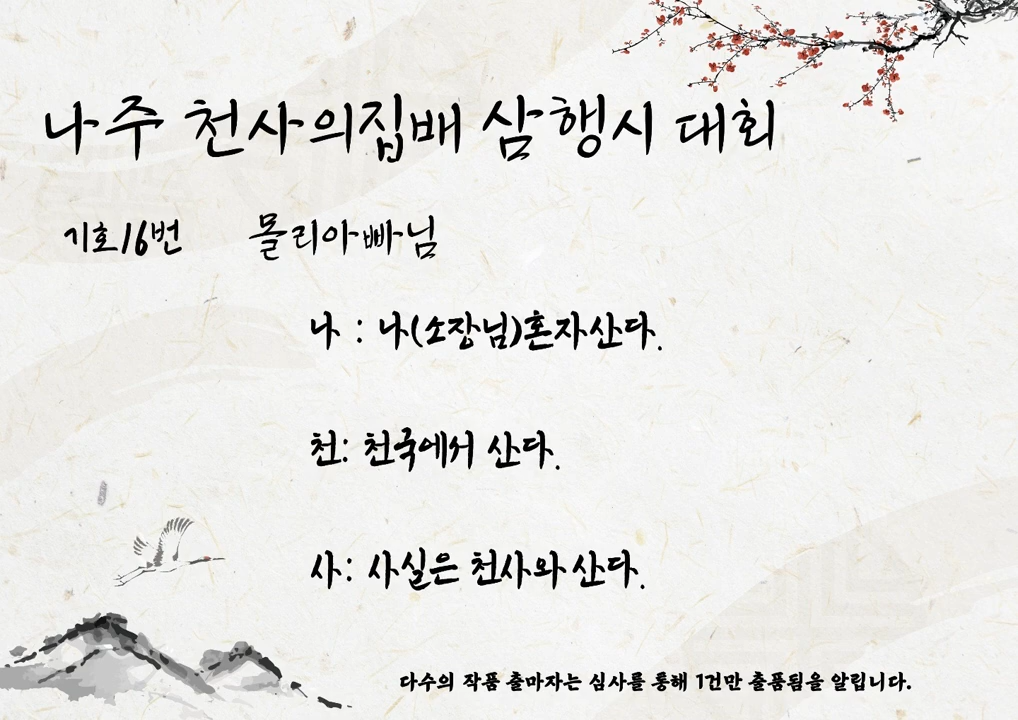 나주 천사의집배 삼행시 대회
기호16번 몰리아빠님
나 : 나(소장님)혼자산다.
천: 천국에서 산다.
사: 사실은 천사와 산다.
다수의 작품 출마자는 심사를 통해 1건만 출품됨을 알립니다.